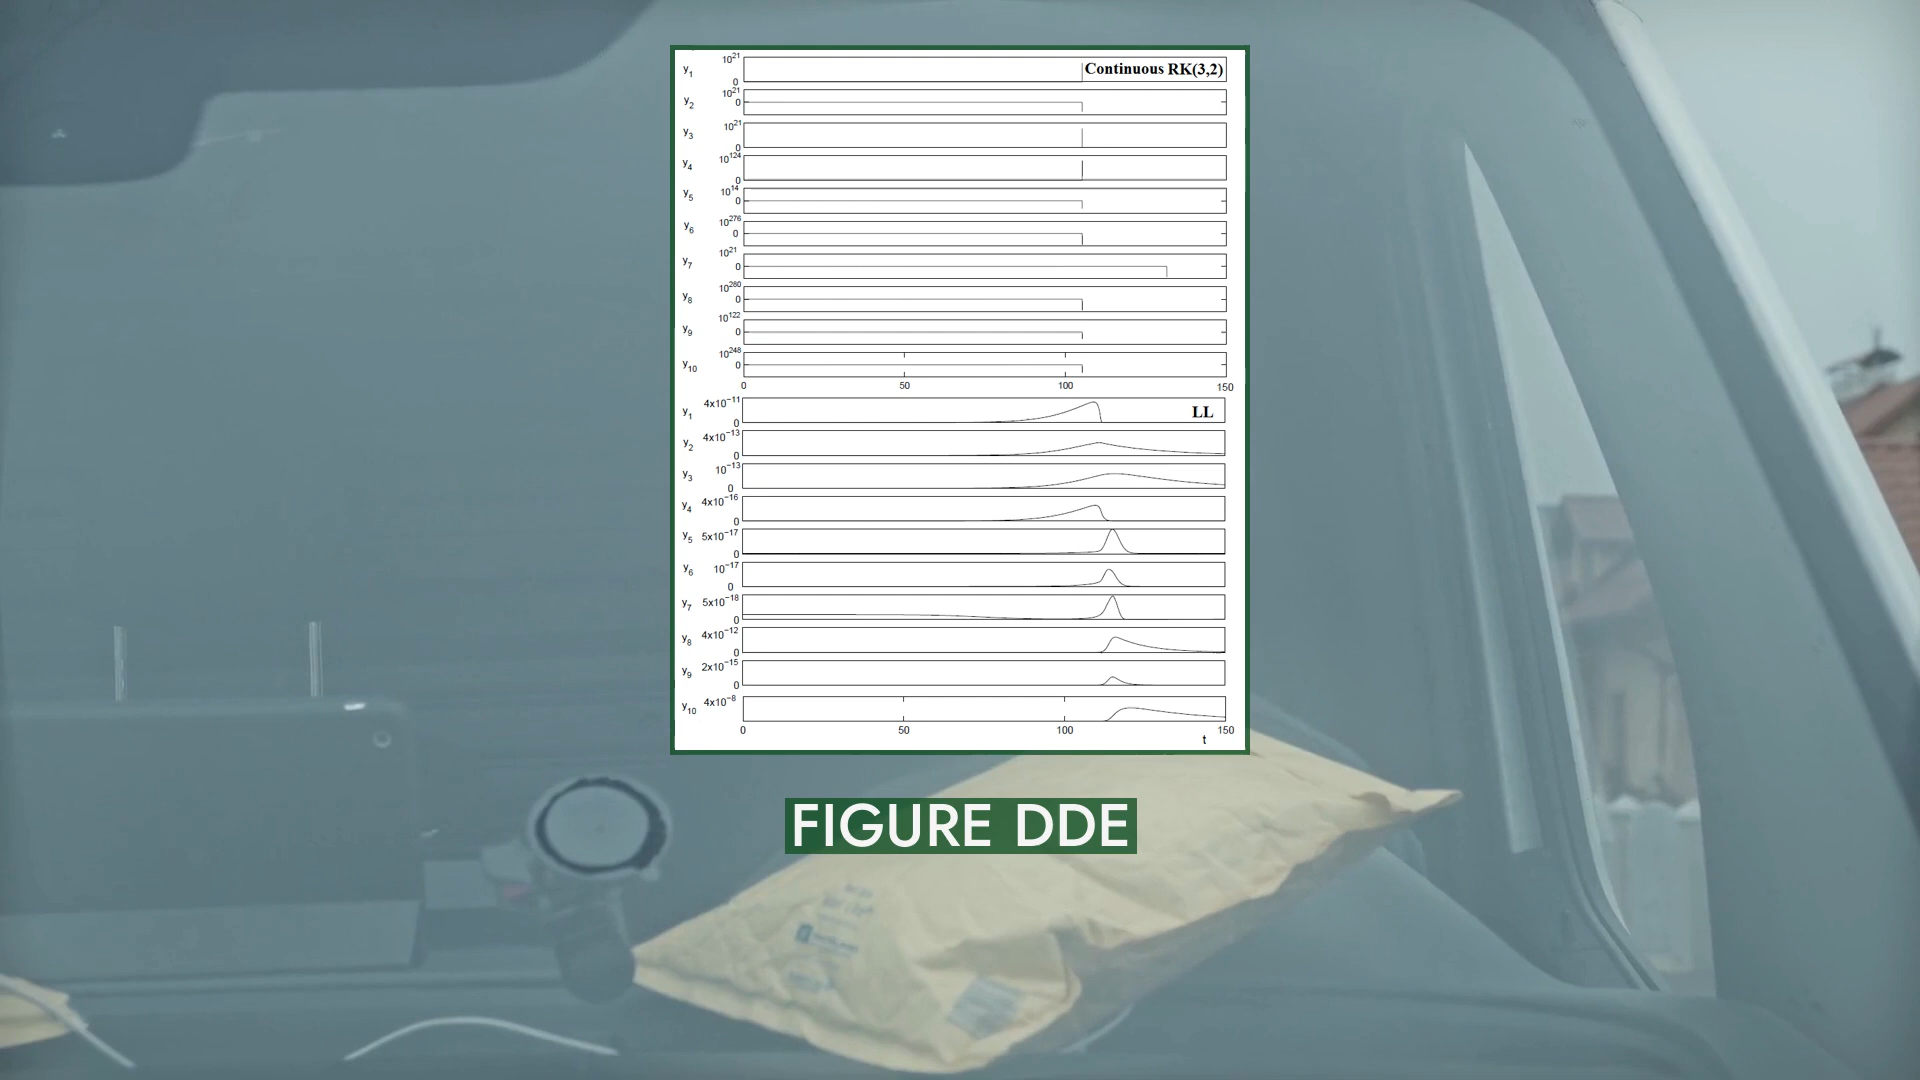 y1 10^21 0 Continuous RK(3,2)
y2 10^21 0
y3 10^21 0
y4 10^124 0
y5 10^14 0
y6 10^276 0
y7 10^21 0
y8 10^280 0
y9 10^122 0
y10 10^248 0
0 50 100 150
y1 4x10^-11 0 LL
y2 4x10^-13 0
y3 10^-13 0
y4 4x10^-16 0
y5 5x10^-17 0
y6 10^-17 0
y7 5x10^-18 0
y8 4x10^-12 0
y9 2x10^-15 0
y10 4x10^-8
0 50 100 150
t
FIGURE DDE